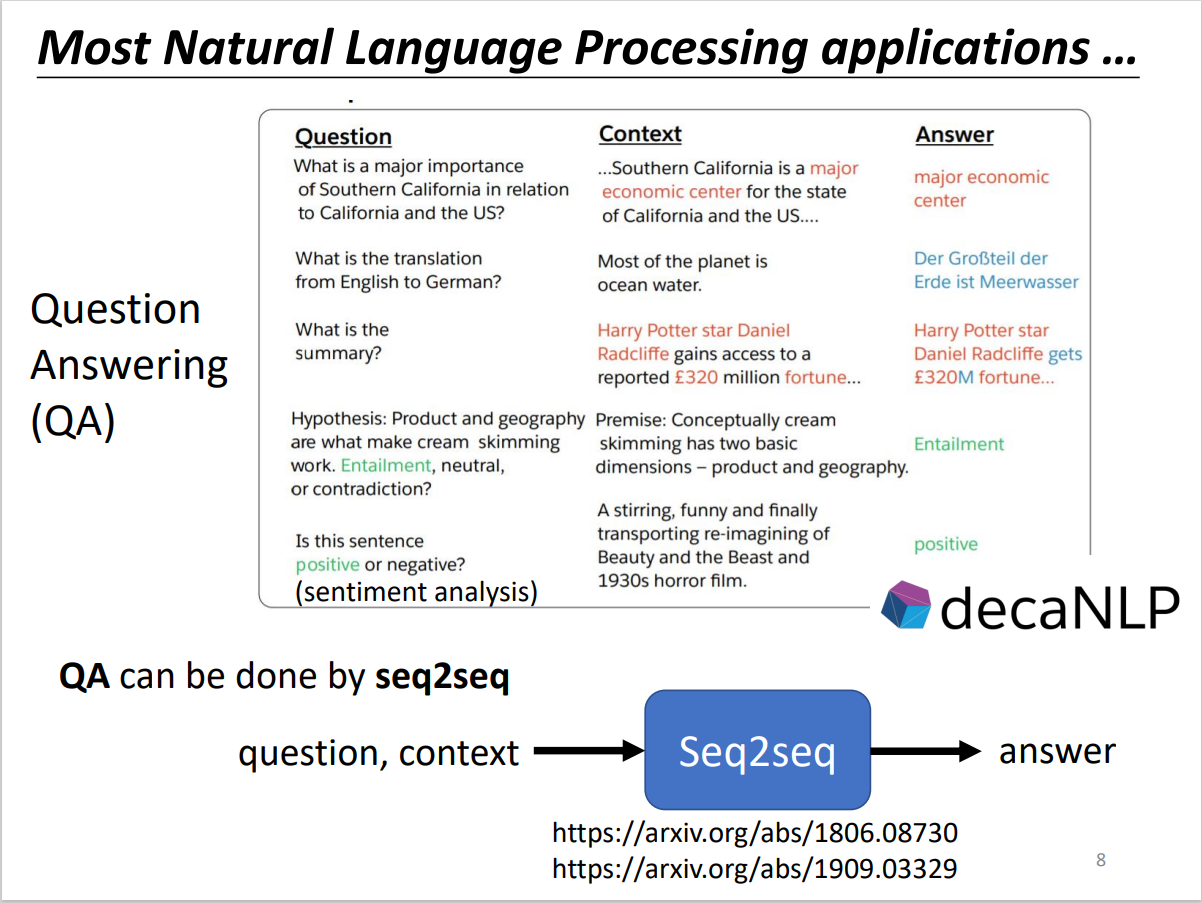 Most Natural Language Processing applications …
Question
Context
Answer
What is a major importance
of Southern California in relation
to California and the US?
...Southern California is a major
economic center for the state
of California and the US....
major economic
center
What is the translation
from English to German?
Most of the planet is
ocean water.
Der Großteil der
Erde ist Meerwasser
What is the
summary?
Harry Potter star Daniel
Radcliffe gains access to a
reported £320 million fortune...
Harry Potter star
Daniel Radcliffe gets
£320M fortune...
Hypothesis: Product and geography
are what make cream skimming
work. Entailment, neutral,
or contradiction?
Premise: Conceptually cream
skimming has two basic
dimensions – product and geography.
Entailment
Is this sentence
positive or negative?
(sentiment analysis)
A stirring, funny and finally
transporting re-imagining of
Beauty and the Beast and
1930s horror film.
positive
Question
Answering
(QA)
decaNLP
QA can be done by seq2seq
question, context
Seq2seq
answer
https://arxiv.org/abs/1806.08730
https://arxiv.org/abs/1909.03329
8